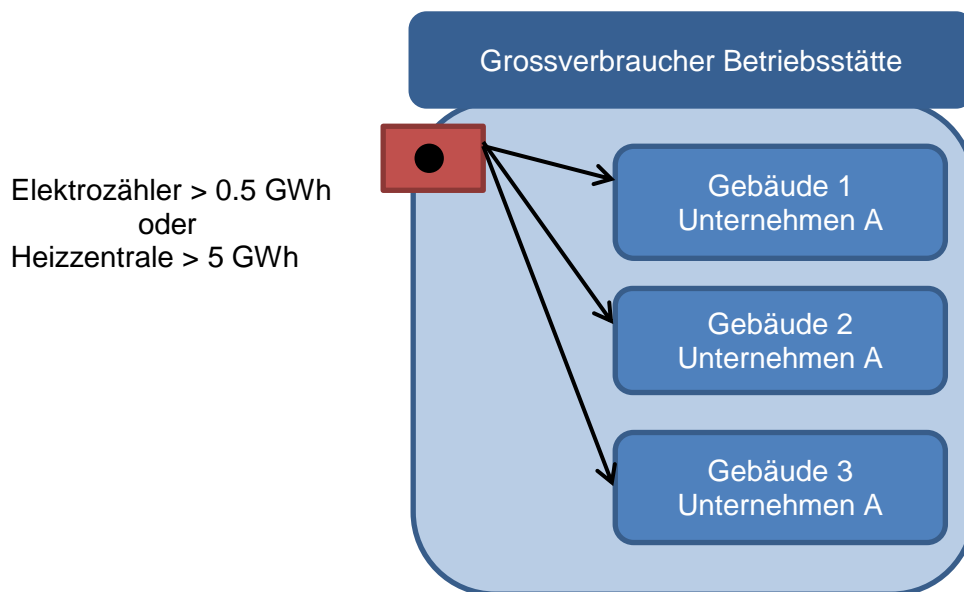 Grossverbraucher Betriebsstätte
Elektrozähler > 0.5 GWh
oder
Heizzentrale > 5 GWh
Gebäude 1
Unternehmen A
Gebäude 2
Unternehmen A
Gebäude 3
Unternehmen A